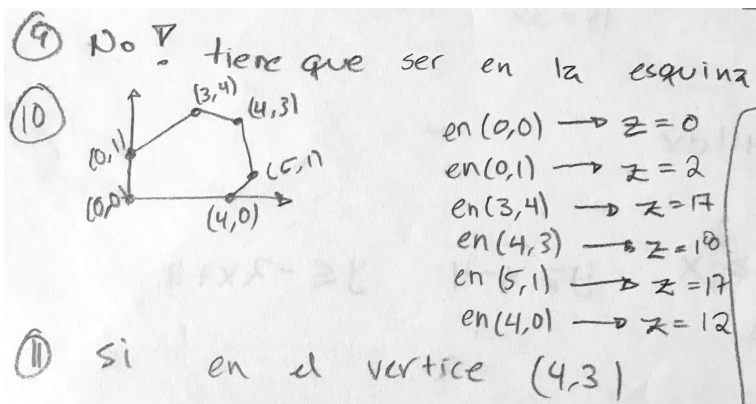 9 No! tiene que ser en la esquina
10
(3,4)
(4,3)
(0,1)
(5,1)
(0,0)
(4,0)
en (0,0) → z = 0
en (0,1) → z = 2
en (3,4) → z = 17
en (4,3) → z = 18
en (5,1) → z = 17
en (4,0) → z = 12
11 si en el vertice (4,3)